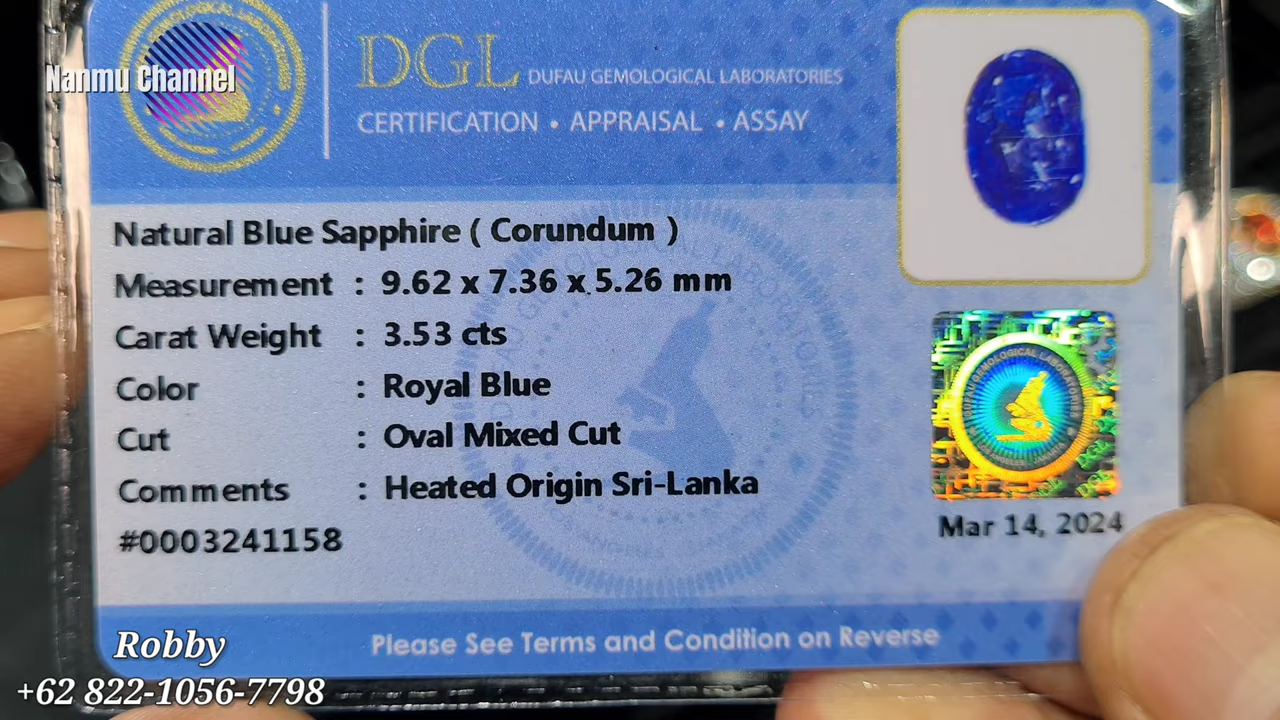 Nanmu Channel
DGL DUFAU GEMOLOGICAL LABORATORIES
CERTIFICATION • APPRAISAL • ASSAY
Natural Blue Sapphire ( Corundum )
Measurement : 9.62 x 7.36 x 5.26 mm
Carat Weight : 3.53 cts
Color : Royal Blue
Cut : Oval Mixed Cut
Comments : Heated Origin Sri-Lanka
#0003241158
Mar 14, 2024
Please See Terms and Condition on Reverse
Robby
+62 822-1056-7798